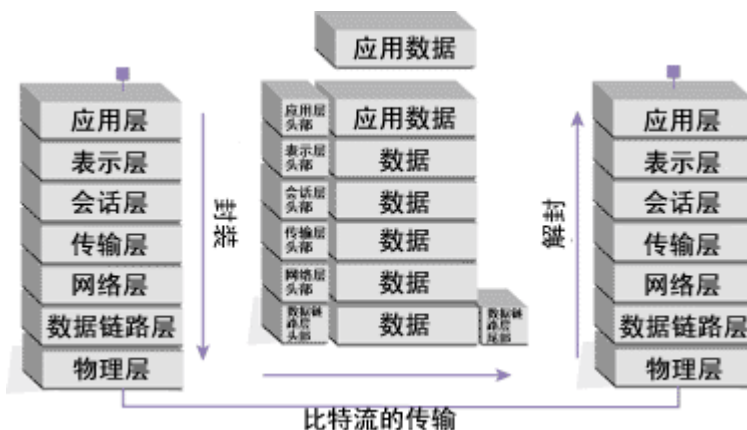 应用数据
应用层
表示层
会话层
传输层
网络层
数据链路层
物理层
封装
应用层
头部
应用数据
表示层
头部
数据
会话层
头部
数据
传输层
头部
数据
网络层
头部
数据
数据链
路层
头部
数据
数据链
路层
尾部
解封
应用层
表示层
会话层
传输层
网络层
数据链路层
物理层
比特流的传输